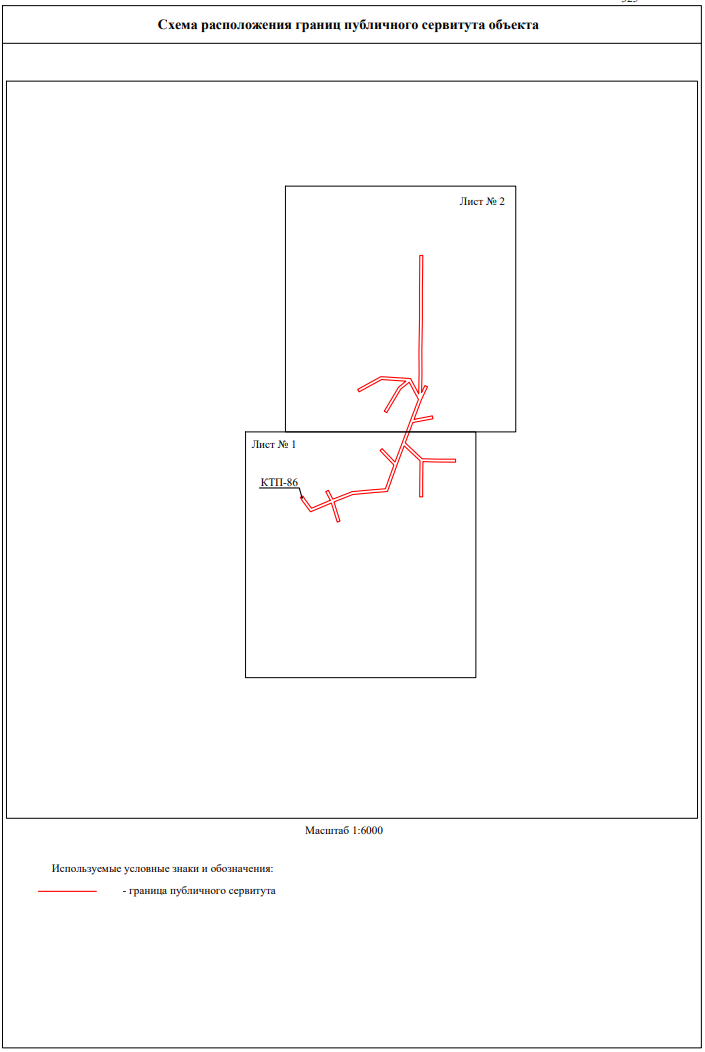 Схема расположения границ публичного сервитута объекта
Лист № 2
Лист № 1
КТП-86
Масштаб 1:6000
Используемые условные знаки и обозначения:
- граница публичного сервитута